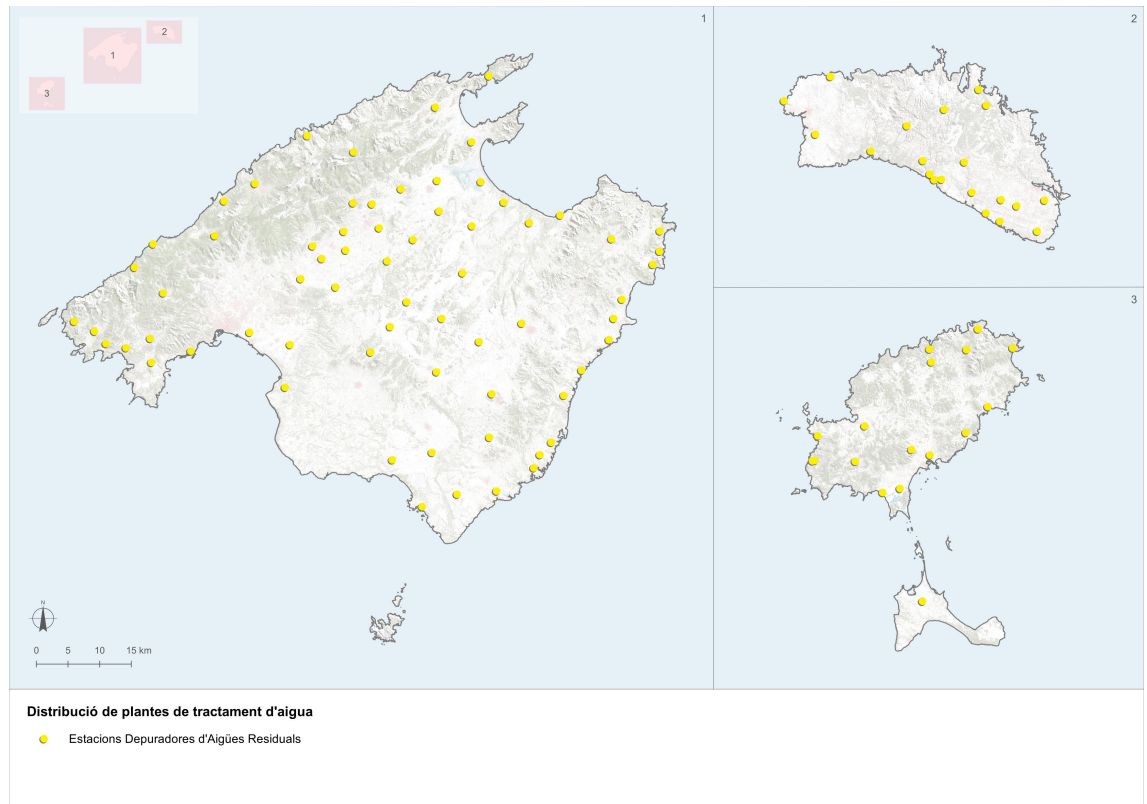 1
2
1
2
3
3
N
0 5 10 15 km
Distribució de plantes de tractament d'aigua
Estacions Depuradores d'Aigües Residuals